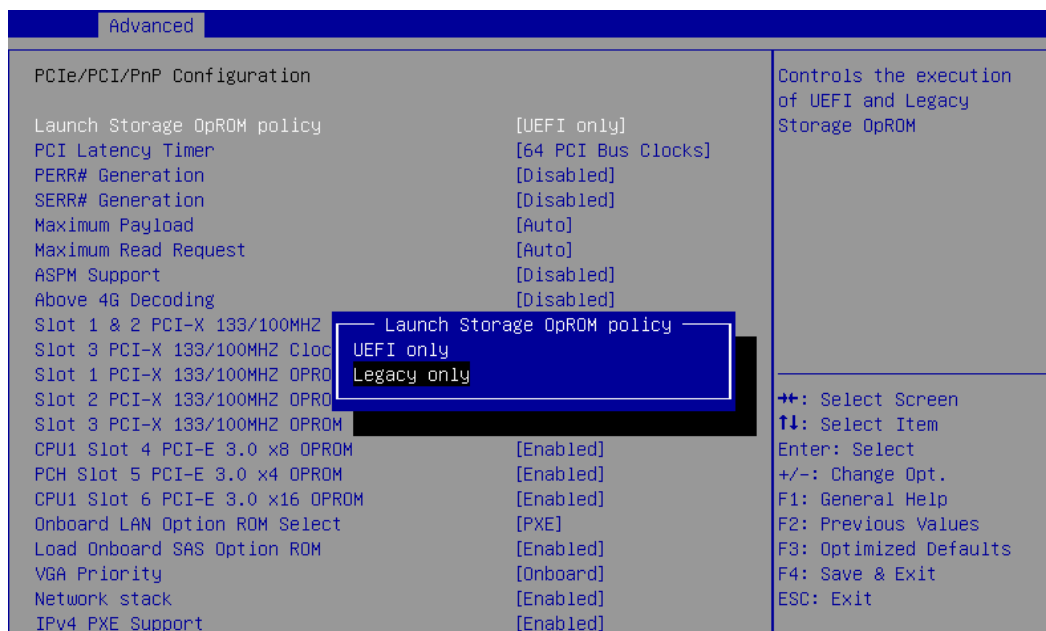 Advanced
PCIe/PCI/PnP Configuration
Launch Storage OpROM policy [UEFI only]
PCI Latency Timer [64 PCI Bus Clocks]
PERR# Generation [Disabled]
SERR# Generation [Disabled]
Maximum Payload [Auto]
Maximum Read Request [Auto]
ASPM Support [Disabled]
Above 4G Decoding [Disabled]
Slot 1 & 2 PCI-X 133/100MHZ
Slot 3 PCI-X 133/100MHZ Cloc
Slot 1 PCI-X 133/100MHZ OPRO
Slot 2 PCI-X 133/100MHZ OPRO
Slot 3 PCI-X 133/100MHZ OPROM
CPU1 Slot 4 PCI-E 3.0 x8 OPROM [Enabled]
PCH Slot 5 PCI-E 3.0 x4 OPROM [Enabled]
CPU1 Slot 6 PCI-E 3.0 x16 OPROM [Enabled]
Onboard LAN Option ROM Select [PXE]
Load Onboard SAS Option ROM [Enabled]
VGA Priority [Onboard]
Network stack [Enabled]
IPv4 PXE Support [Enabled]
Launch Storage OpROM policy
UEFI only
Legacy only
Controls the execution
of UEFI and Legacy
Storage OpROM
→←: Select Screen
↑↓: Select Item
Enter: Select
+/-: Change Opt.
F1: General Help
F2: Previous Values
F3: Optimized Defaults
F4: Save & Exit
ESC: Exit